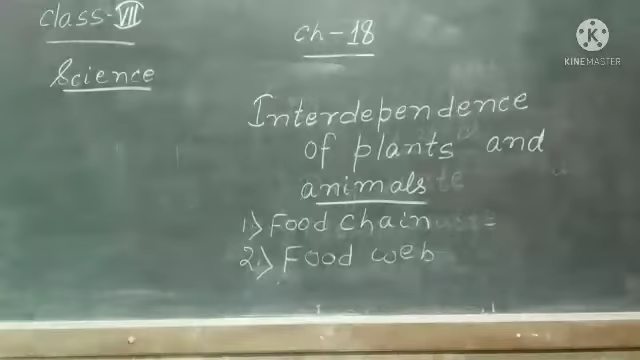 class-VII
Science
ch-18
Interdependence
of plants and
animals
1) Food chain
2) Food web
KINEMASTER